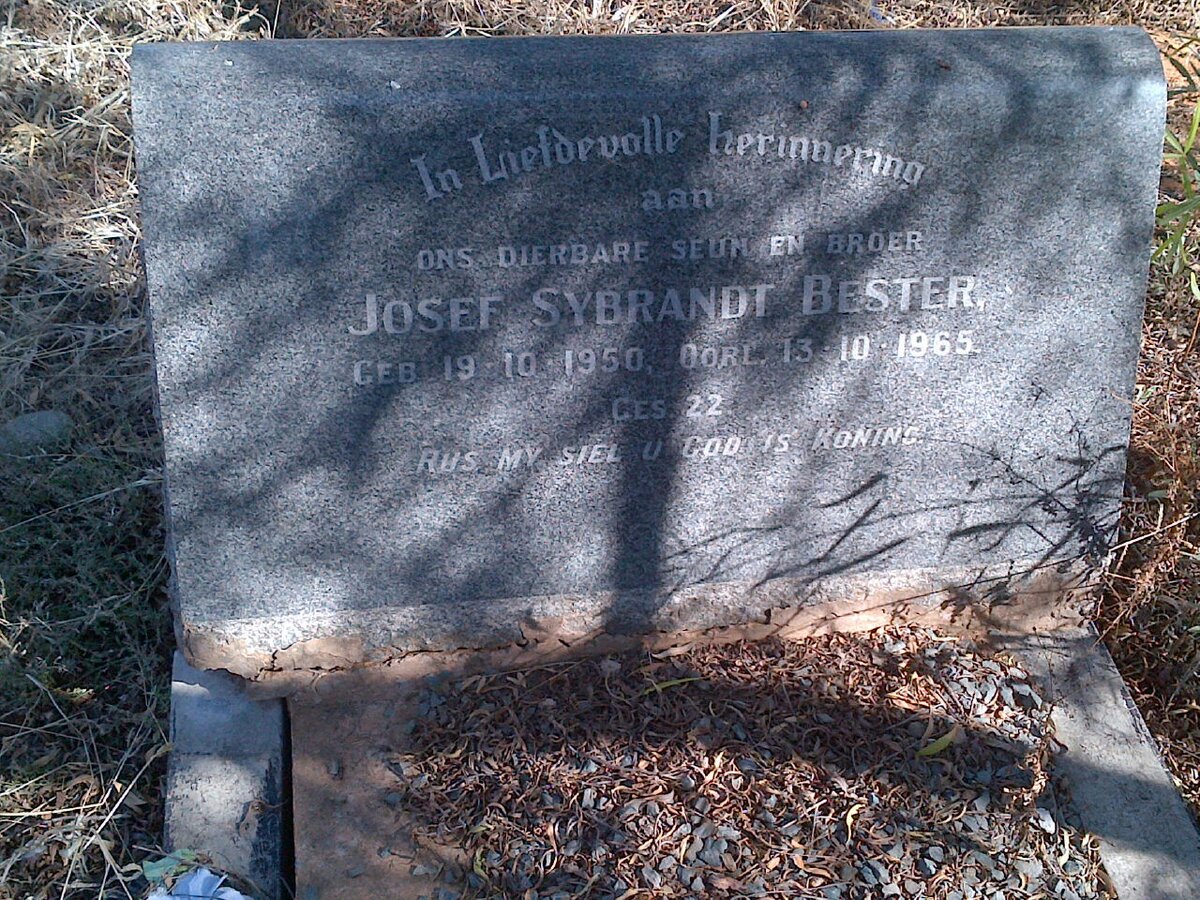 In Liefdevolle herinnering
aan
ONS DIERBARE SEUN EN BROER
JOSEF SYBRANDT BESTER,
GEB. 19·10·1950, OORL. 13·10·1965
GES 22
RUS MY SIEL U GOD IS KONING